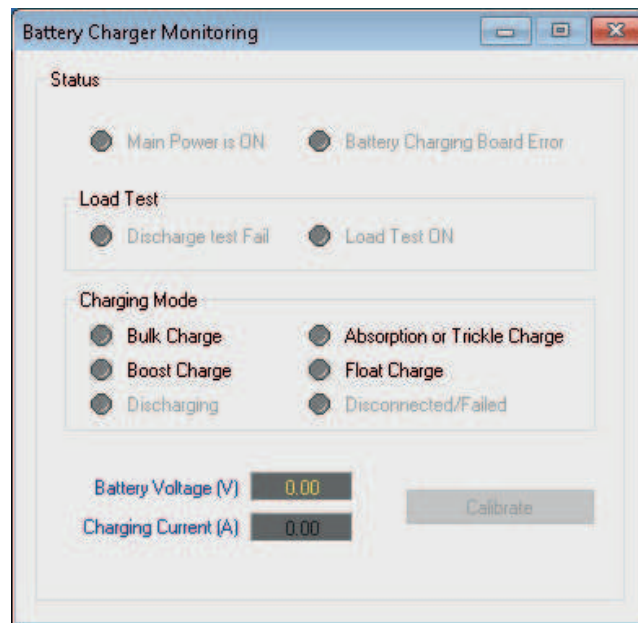 Battery Charger Monitoring
Status
Main Power is ON
Battery Charging Board Error
Load Test
Discharge test Fail
Load Test ON
Charging Mode
Bulk Charge
Absorption or Trickle Charge
Boost Charge
Float Charge
Discharging
Disconnected/Failed
Battery Voltage (V) 0.00
Charging Current (A) 0.00
Calibrate